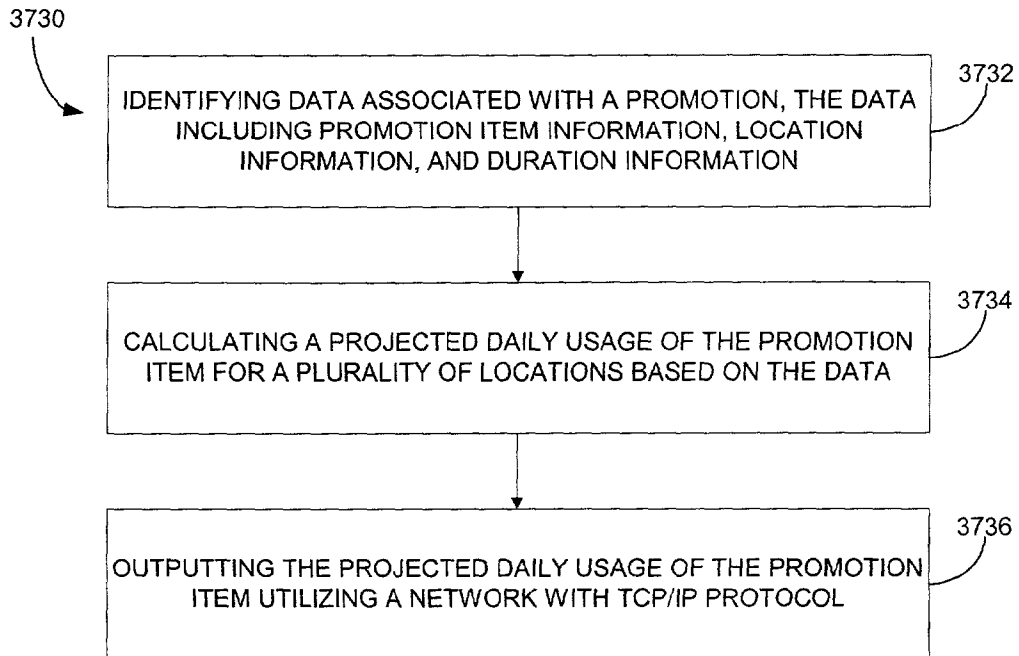 3730
3732
IDENTIFYING DATA ASSOCIATED WITH A PROMOTION, THE DATA
INCLUDING PROMOTION ITEM INFORMATION, LOCATION
INFORMATION, AND DURATION INFORMATION
3734
CALCULATING A PROJECTED DAILY USAGE OF THE PROMOTION
ITEM FOR A PLURALITY OF LOCATIONS BASED ON THE DATA
3736
OUTPUTTING THE PROJECTED DAILY USAGE OF THE PROMOTION
ITEM UTILIZING A NETWORK WITH TCP/IP PROTOCOL